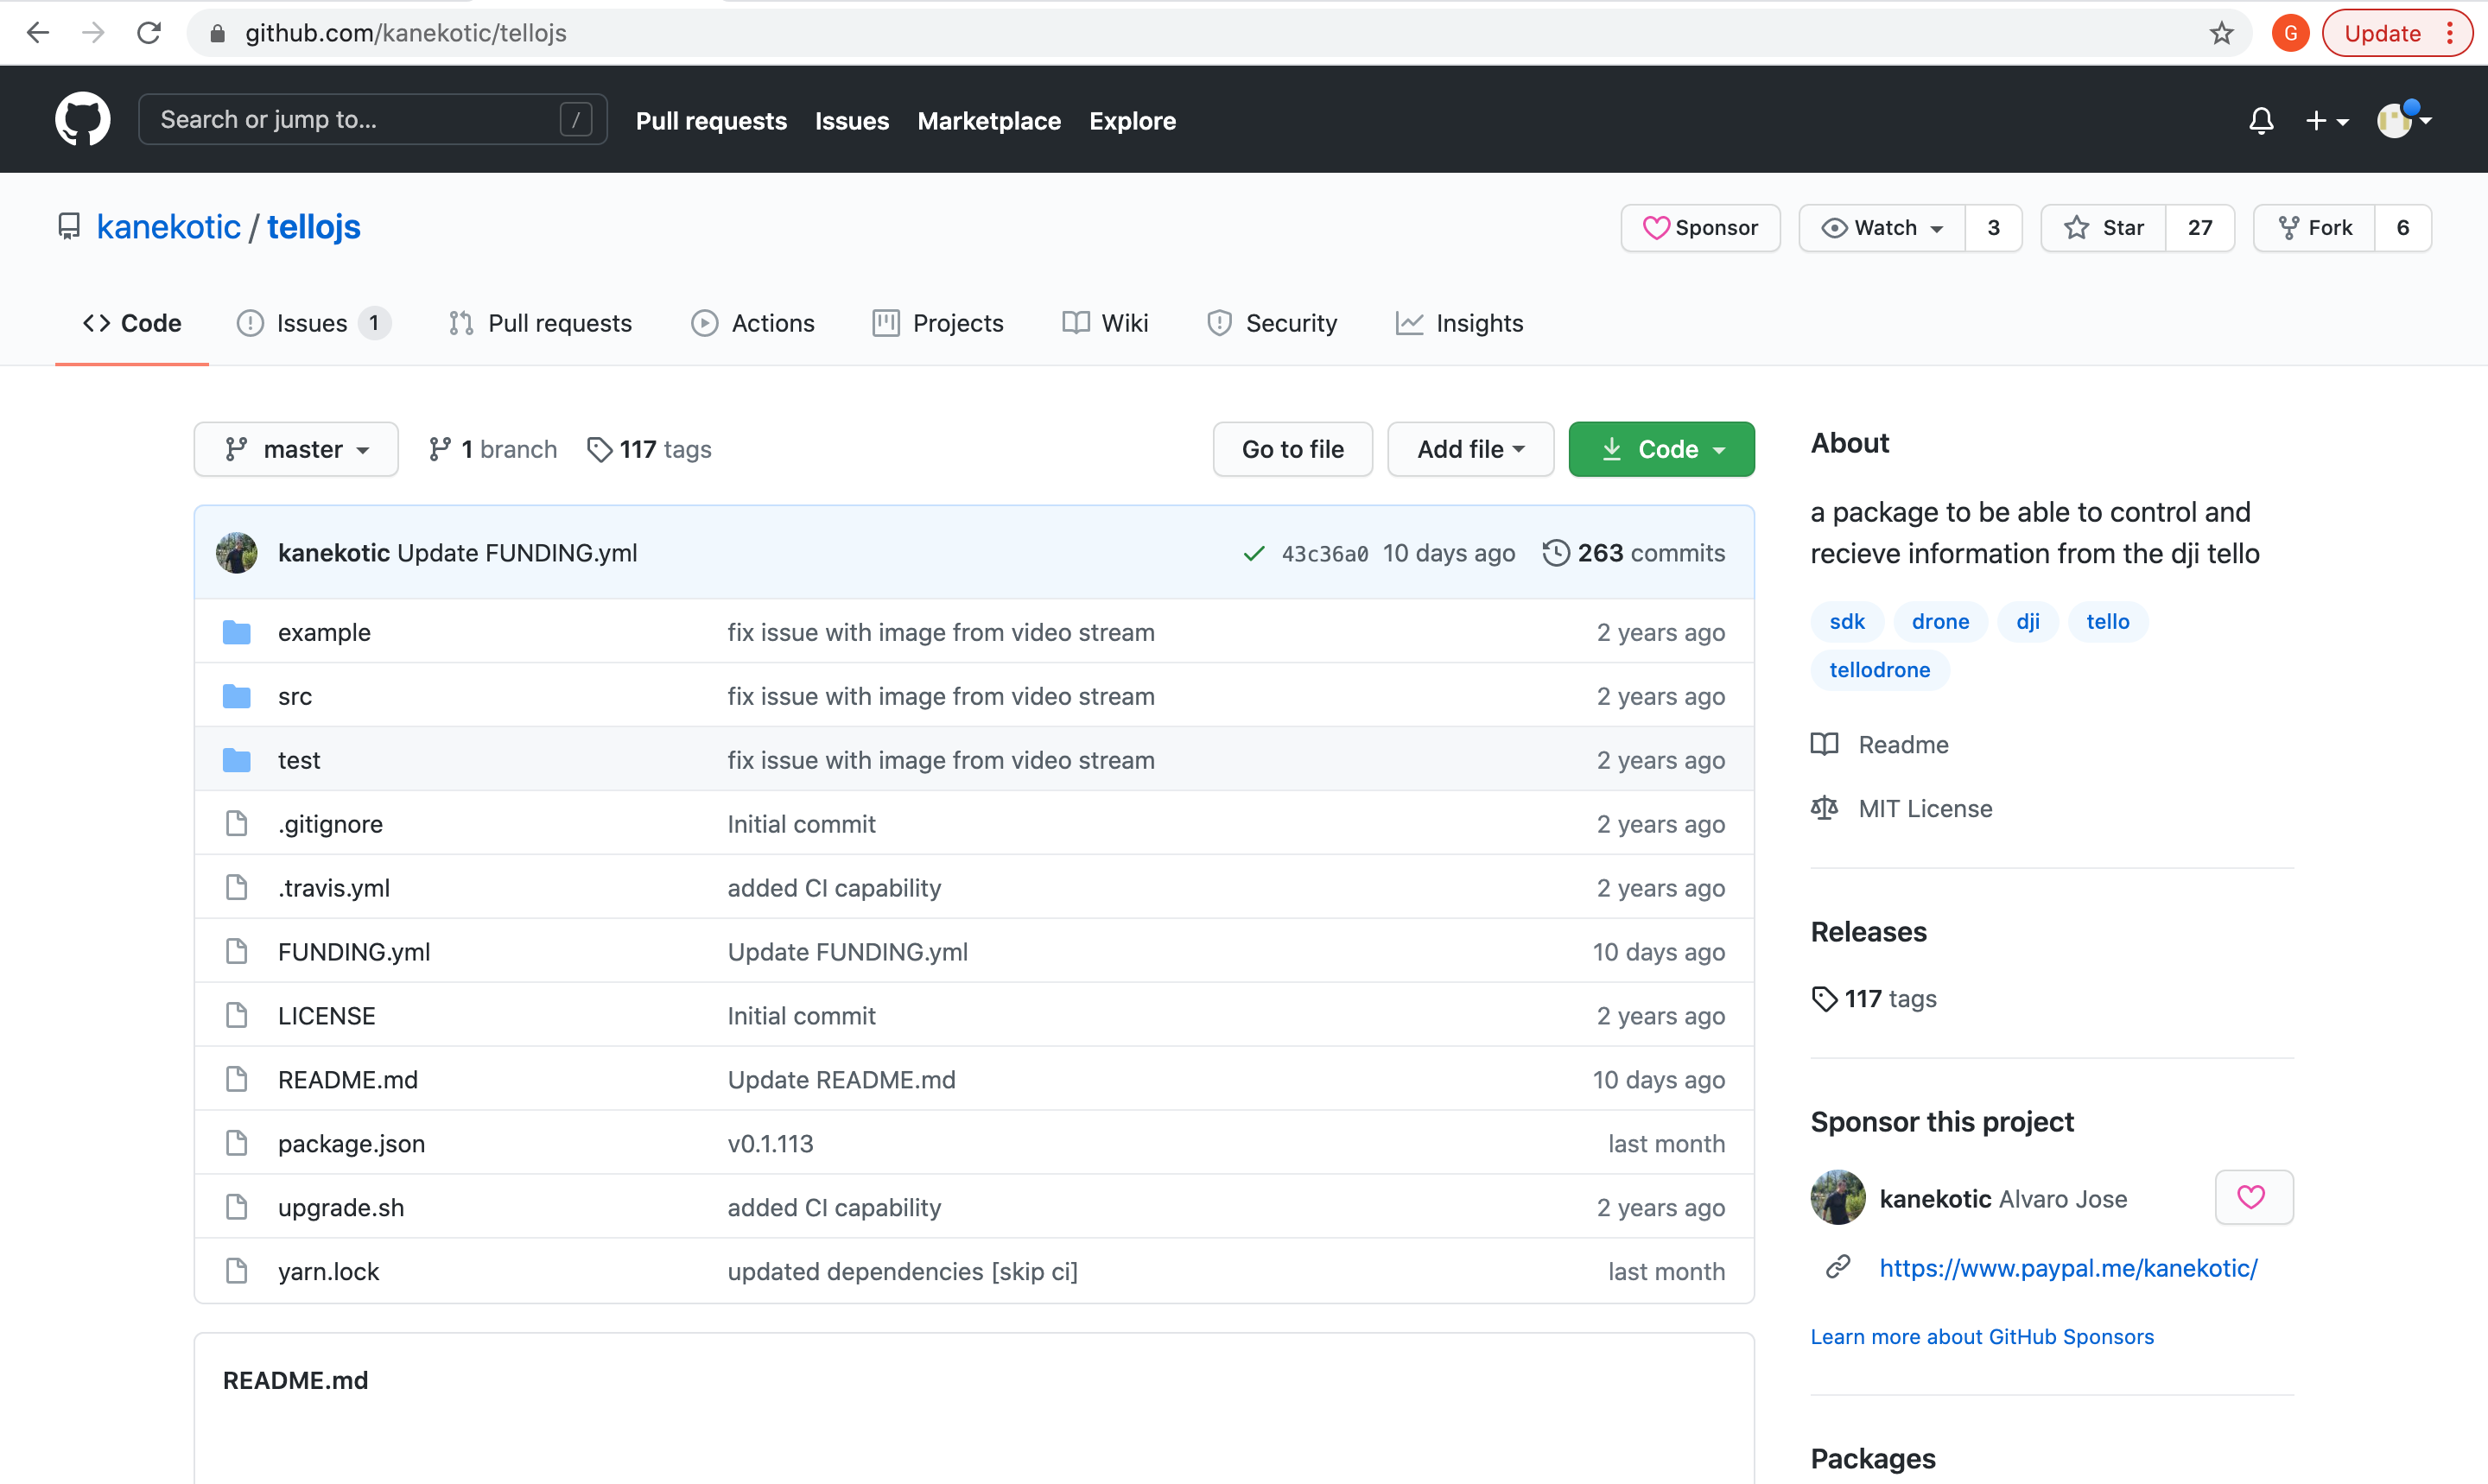 github.com/kanekotic/tellojs
G
Update
Search or jump to...
/
Pull requests
Issues
Marketplace
Explore
kanekotic / tellojs
Sponsor
Watch
3
Star
27
Fork
6
Code
Issues
1
Pull requests
Actions
Projects
Wiki
Security
Insights
master
1 branch
117 tags
Go to file
Add file
Code
kanekotic Update FUNDING.yml
43c36a0
10 days ago
263 commits
example
fix issue with image from video stream
2 years ago
src
fix issue with image from video stream
2 years ago
test
fix issue with image from video stream
2 years ago
.gitignore
Initial commit
2 years ago
.travis.yml
added CI capability
2 years ago
FUNDING.yml
Update FUNDING.yml
10 days ago
LICENSE
Initial commit
2 years ago
README.md
Update README.md
10 days ago
package.json
v0.1.113
last month
upgrade.sh
added CI capability
2 years ago
yarn.lock
updated dependencies [skip ci]
last month
README.md
About
a package to be able to control and
recieve information from the dji tello
sdk
drone
dji
tello
tellodrone
Readme
MIT License
Releases
117 tags
Sponsor this project
kanekotic Alvaro Jose
https://www.paypal.me/kanekotic/
Learn more about GitHub Sponsors
Packages